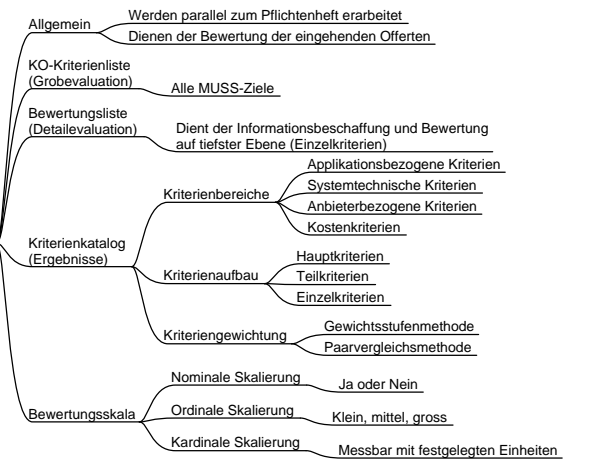 Allgemein
Werden parallel zum Pflichtenheft erarbeitet
Dienen der Bewertung der eingehenden Offerten
KO-Kriterienliste
(Grobevaluation)
Alle MUSS-Ziele
Bewertungsliste
(Detailevaluation)
Dient der Informationsbeschaffung und Bewertung
auf tiefster Ebene (Einzelkriterien)
Kriterienkatalog
(Ergebnisse)
Kriterienbereiche
Applikationsbezogene Kriterien
Systemtechnische Kriterien
Anbieterbezogene Kriterien
Kostenkriterien
Kriterienaufbau
Hauptkriterien
Teilkriterien
Einzelkriterien
Kriteriengewichtung
Gewichtsstufenmethode
Paarvergleichsmethode
Bewertungsskala
Nominale Skalierung
Ja oder Nein
Ordinale Skalierung
Klein, mittel, gross
Kardinale Skalierung
Messbar mit festgelegten Einheiten